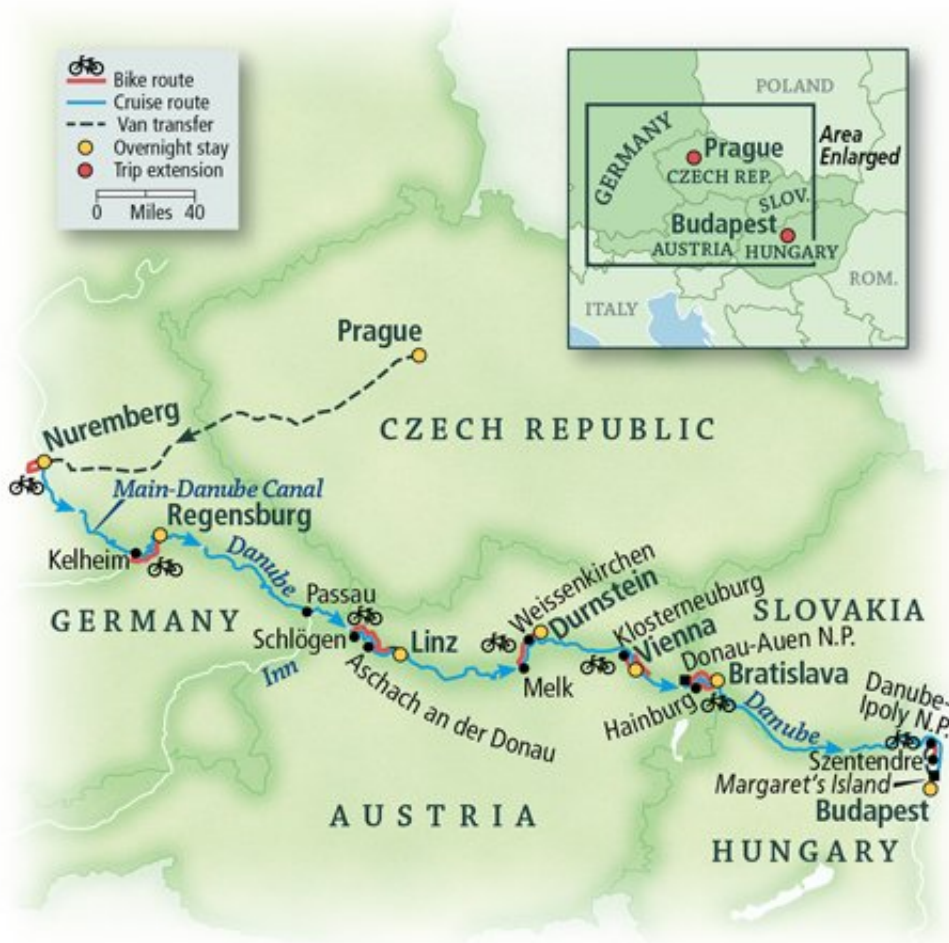 Bike route
Cruise route
Van transfer
Overnight stay
Trip extension
0 Miles 40
POLAND
GERMANY
Prague
CZECH REP.
Area
Enlarged
SLOV.
Budapest
AUSTRIA
HUNGARY
ROM.
ITALY
Prague
CZECH REPUBLIC
Nuremberg
Main-Danube Canal
Regensburg
Kelheim
Danube
GERMANY
Passau
Schlögen
Linz
Inn
Aschach an der Donau
Weissenkirchen
Durnstein
Melk
Klosterneuburg
Vienna
SLOVAKIA
Donau-Auen N.P.
Bratislava
Hainburg
Danube
Danube-
Ipoly N.P.
Szentendre
Margaret's Island
Budapest
AUSTRIA
HUNGARY